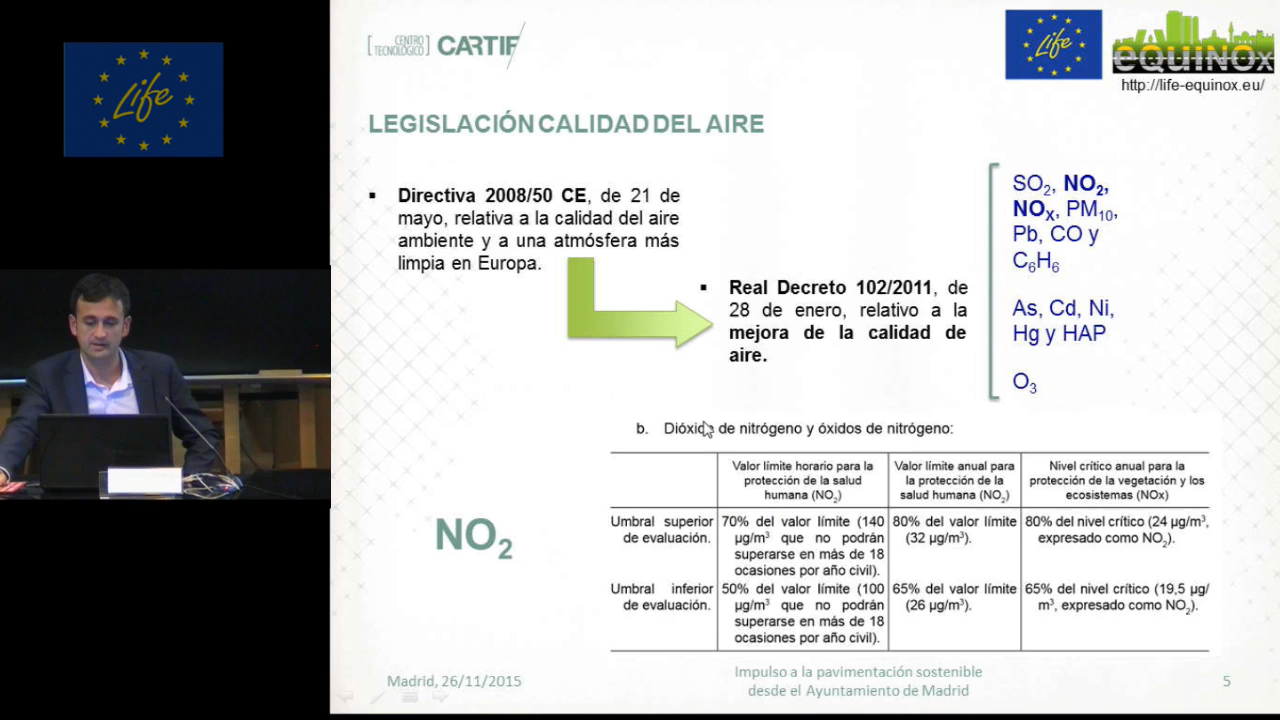 Life
[CENTRO TECNOLÓGICO] CARTIF
Life
eQUINOx
http://life-equinox.eu/
LEGISLACIÓN CALIDAD DEL AIRE
▪ Directiva 2008/50 CE, de 21 de
mayo, relativa a la calidad del aire
ambiente y a una atmósfera más
limpia en Europa.
▪ Real Decreto 102/2011, de
28 de enero, relativo a la
mejora de la calidad de
aire.
SO₂, NO₂,
NOx, PM₁₀,
Pb, CO y
C₆H₆
As, Cd, Ni,
Hg y HAP
O₃
NO₂
b. Dióxido de nitrógeno y óxidos de nitrógeno:
Valor límite horario para la
protección de la salud
humana (NO₂)
Valor límite anual para
la protección de la
salud humana (NO₂)
Nivel crítico anual para la
protección de la vegetación y los
ecosistemas (NOx)
Umbral superior
de evaluación.
70% del valor límite (140
µg/m³ que no podrán
superarse en más de 18
ocasiones por año civil).
80% del valor límite
(32 µg/m³).
80% del nivel crítico (24 µg/m³,
expresado como NO₂).
Umbral inferior
de evaluación.
50% del valor límite (100
µg/m³ que no podrán
superarse en más de 18
ocasiones por año civil).
65% del valor límite
(26 µg/m³).
65% del nivel crítico (19,5 µg/
m³, expresado como NO₂).
Madrid, 26/11/2015
Impulso a la pavimentación sostenible
desde el Ayuntamiento de Madrid
5